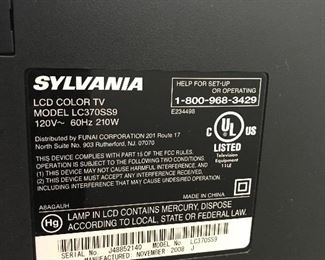 SYLVANIA
LCD COLOR TV
MODEL LC370SS9
120V~ 60Hz 210W
HELP FOR SET-UP
OR OPERATING
1-800-968-3429
E234498
Distributed by FUNAI CORPORATION 201 Route 17
North Suite No. 903 Rutherford, NJ. 07070
THIS DEVICE COMPLIES WITH PART 15 OF THE FCC RULES.
OPERATION IS SUBJECT TO THE FOLLOWING TWO
CONDITIONS: (1) THIS DEVICE MAY NOT CAUSE HARMFUL
INTERFERENCE, AND (2) THIS DEVICE MUST ACCEPT ANY
INTERFERENCE RECEIVED, INCLUDING INTERFERENCE THAT
MAY CAUSE UNDESIRED OPERATION.
C UL US
LISTED
Television
Equipment
11L8
A8AGAUH
MADE IN CHINA
Hg
LAMP IN LCD CONTAINS MERCURY, DISPOSE
ACCORDING TO LOCAL, STATE OR FEDERAL LAW.
SERIAL No. J48852140 MODEL No. LC370SS9
MANUFACTURED: NOVEMBER 2008